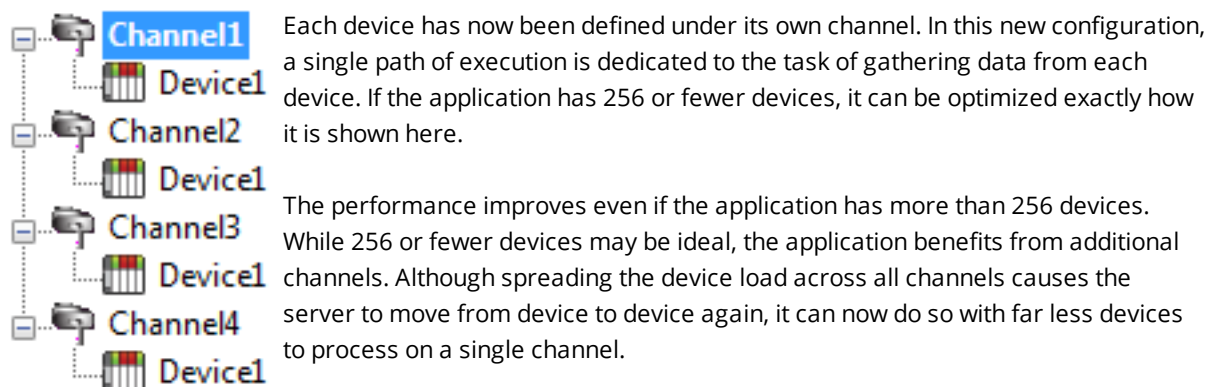 Channel1
Device1
Channel2
Device1
Channel3
Device1
Channel4
Device1
Each device has now been defined under its own channel. In this new configuration,
a single path of execution is dedicated to the task of gathering data from each
device. If the application has 256 or fewer devices, it can be optimized exactly how
it is shown here.
The performance improves even if the application has more than 256 devices.
While 256 or fewer devices may be ideal, the application benefits from additional
channels. Although spreading the device load across all channels causes the
server to move from device to device again, it can now do so with far less devices
to process on a single channel.